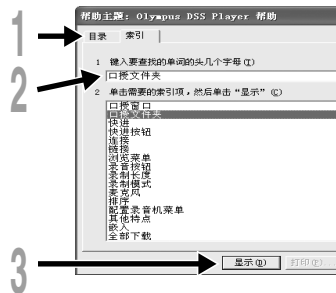 帮助主题: Olympus DSS Player 帮助
目录 索引
1
1 键入要查找的单词的头几个字母(T)
2
口授文件夹
2 单击需要的索引项，然后单击“显示”(C)
口授窗口
口授文件夹
快进
快进按钮
连接
链接
浏览菜单
录音按钮
录制长度
录制模式
麦克风
排序
配置录音机菜单
其他特点
嵌入
全部下载
3
显示(D) 打印(P)...